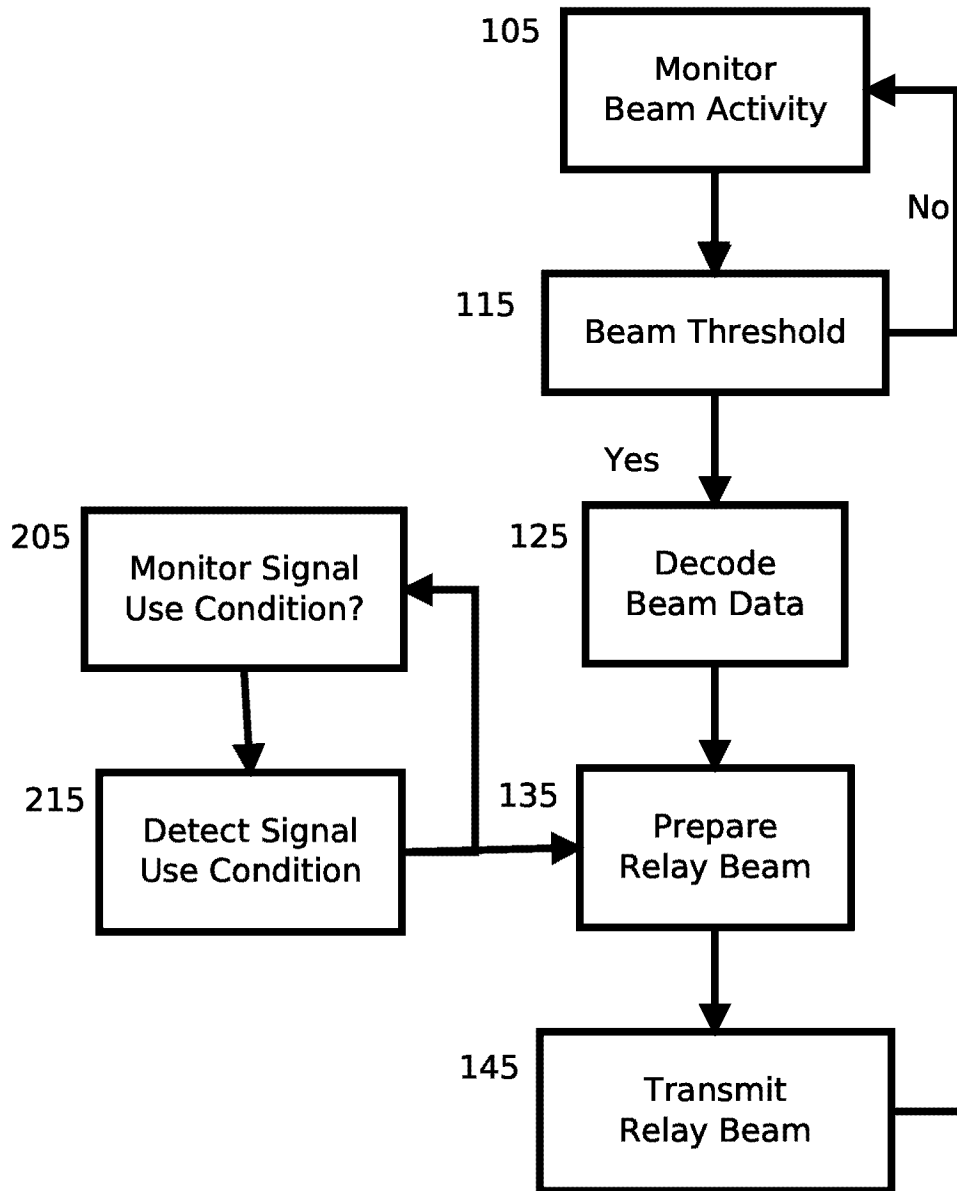 105
Monitor
Beam Activity
No
115
Beam Threshold
Yes
205
Monitor Signal
Use Condition?
125
Decode
Beam Data
215
Detect Signal
Use Condition
135
Prepare
Relay Beam
145
Transmit
Relay Beam